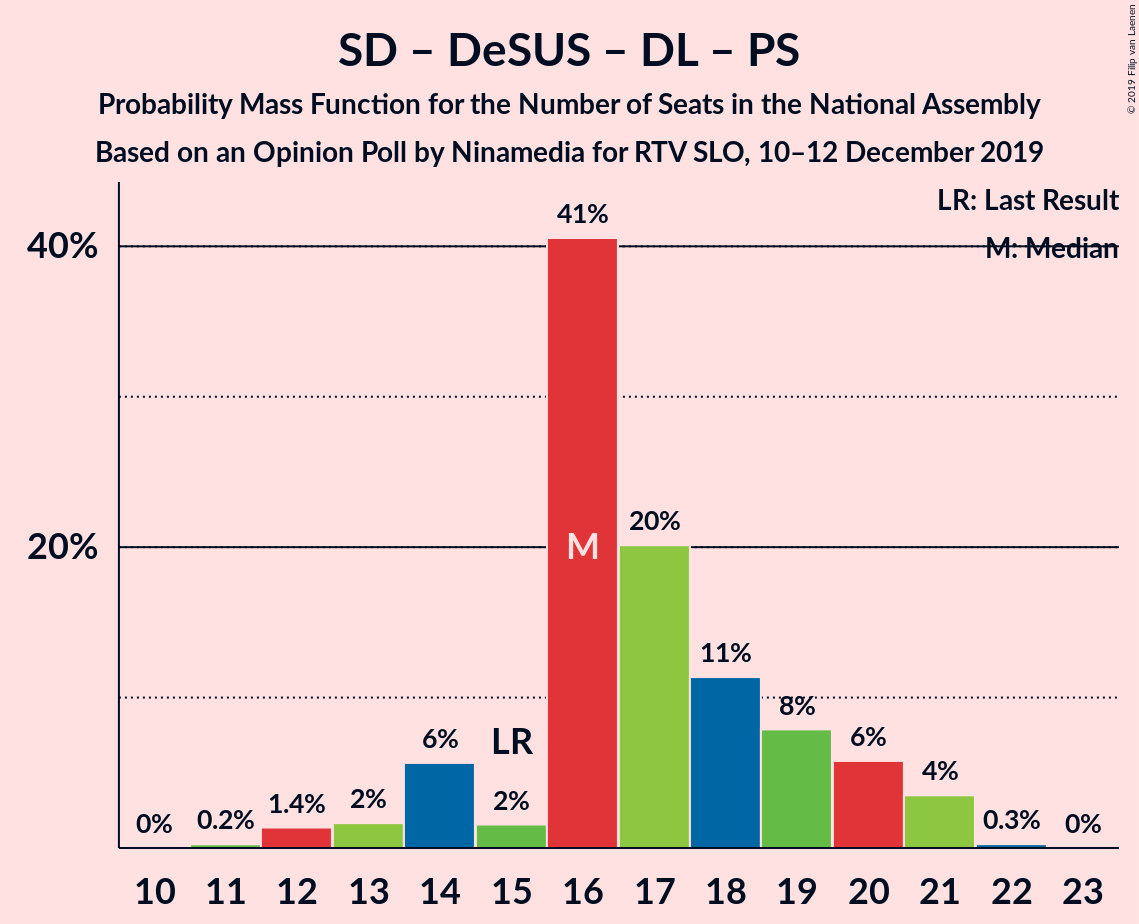 SD – DeSUS – DL – PS
Probability Mass Function for the Number of Seats in the National Assembly
Based on an Opinion Poll by Ninamedia for RTV SLO, 10–12 December 2019
© 2019 Filip van Laenen
LR: Last Result
M: Median
40%
20%
0%
0.2%
1.4%
2%
6%
LR
2%
41%
M
20%
11%
8%
6%
4%
0.3%
0%
10 11 12 13 14 15 16 17 18 19 20 21 22 23